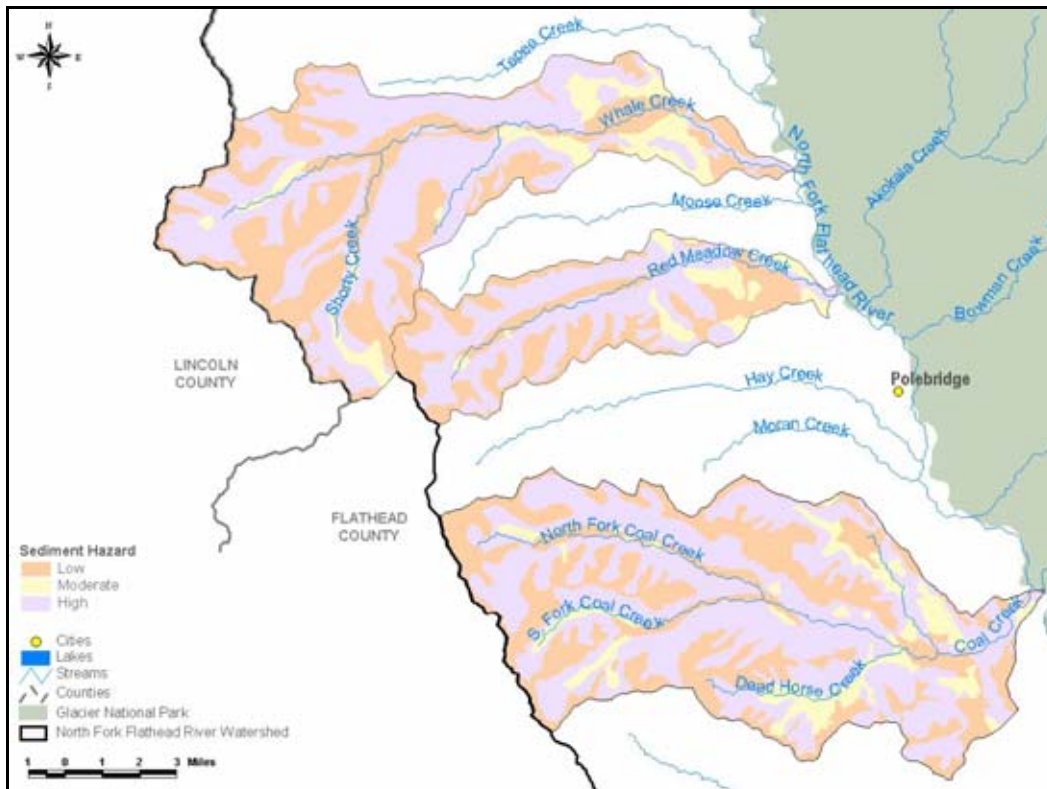 N
W E
S
Tepee Creek
Whale Creek
North Fork Flathead River
Akokala Creek
Moose Creek
Red Meadow Creek
Shorty Creek
Bowman Creek
LINCOLN
COUNTY
Hay Creek
Polebridge
Moran Creek
FLATHEAD
COUNTY
North Fork Coal Creek
S. Fork Coal Creek
Coal Creek
Dead Horse Creek
Sediment Hazard
Low
Moderate
High
Cities
Lakes
Streams
Counties
Glacier National Park
North Fork Flathead River Watershed
1 0 1 2 3 Miles